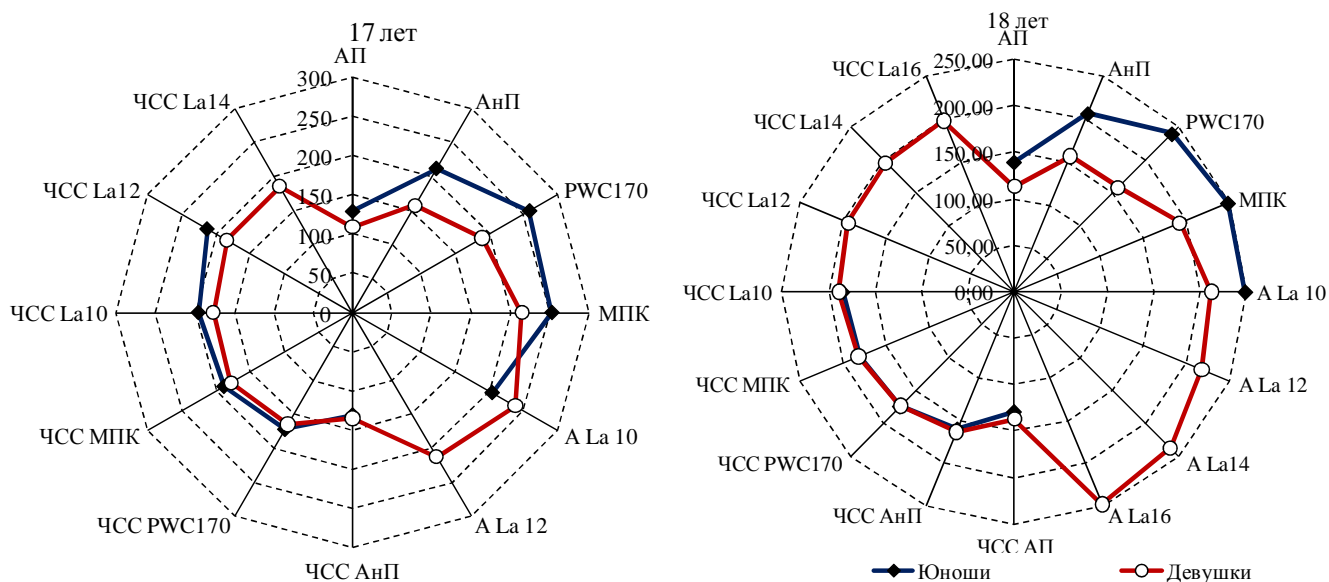 17 лет
АП
АнП
PWC170
МПК
А La 10
А La 12
ЧСС АнП
ЧСС PWC170
ЧСС МПК
ЧСС La10
ЧСС La12
ЧСС La14
300
250
200
150
100
50
0
18 лет
АП
АнП
PWC170
МПК
А La 10
А La 12
А La14
А La16
ЧСС АП
ЧСС АнП
ЧСС PWC170
ЧСС МПК
ЧСС La10
ЧСС La12
ЧСС La14
ЧСС La16
250,00
200,00
150,00
100,00
50,00
0,00
Юноши
Девушки